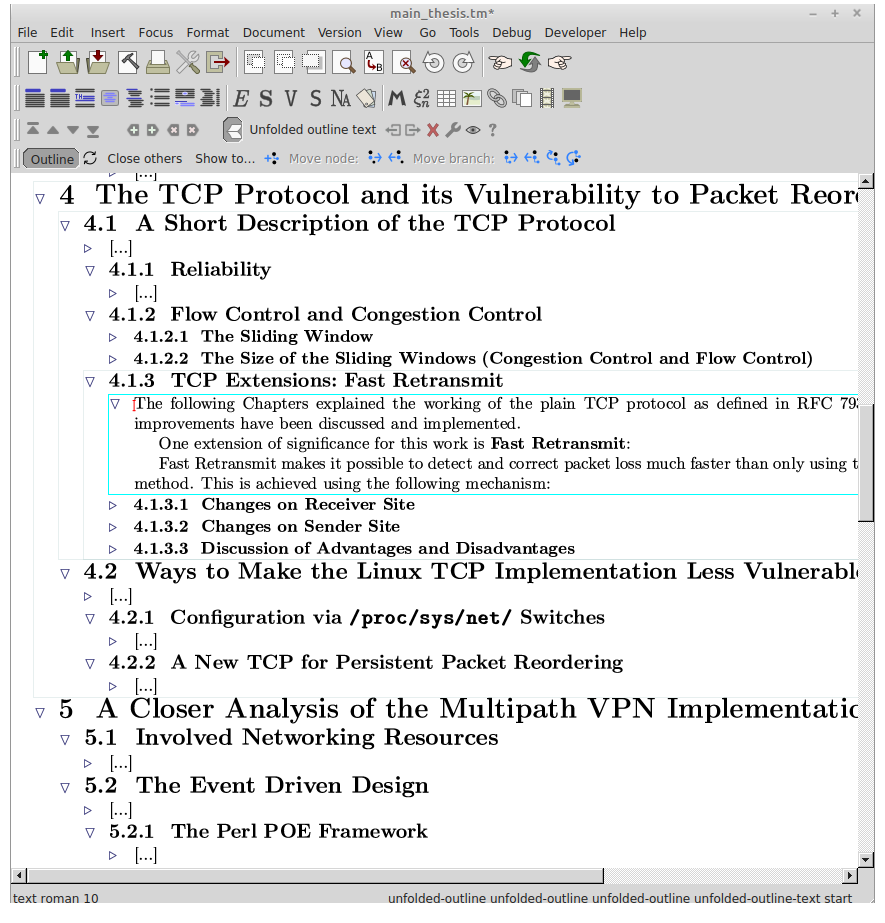 main_thesis.tm*
File Edit Insert Focus Format Document Version View Go Tools Debug Developer Help
E S V S NA
Unfolded outline text
Outline Close others Show to... Move node: Move branch:
[...]
4 The TCP Protocol and its Vulnerability to Packet Reor
4.1 A Short Description of the TCP Protocol
[...]
4.1.1 Reliability
[...]
4.1.2 Flow Control and Congestion Control
4.1.2.1 The Sliding Window
4.1.2.2 The Size of the Sliding Windows (Congestion Control and Flow Control)
4.1.3 TCP Extensions: Fast Retransmit
The following Chapters explained the working of the plain TCP protocol as defined in RFC 79
improvements have been discussed and implemented.
One extension of significance for this work is Fast Retransmit:
Fast Retransmit makes it possible to detect and correct packet loss much faster than only using t
method. This is achieved using the following mechanism:
4.1.3.1 Changes on Receiver Site
4.1.3.2 Changes on Sender Site
4.1.3.3 Discussion of Advantages and Disadvantages
4.2 Ways to Make the Linux TCP Implementation Less Vulnerabl
[...]
4.2.1 Configuration via /proc/sys/net/ Switches
[...]
4.2.2 A New TCP for Persistent Packet Reordering
[...]
5 A Closer Analysis of the Multipath VPN Implementatio
5.1 Involved Networking Resources
[...]
5.2 The Event Driven Design
[...]
5.2.1 The Perl POE Framework
[...]
text roman 10 unfolded-outline unfolded-outline unfolded-outline unfolded-outline-text start